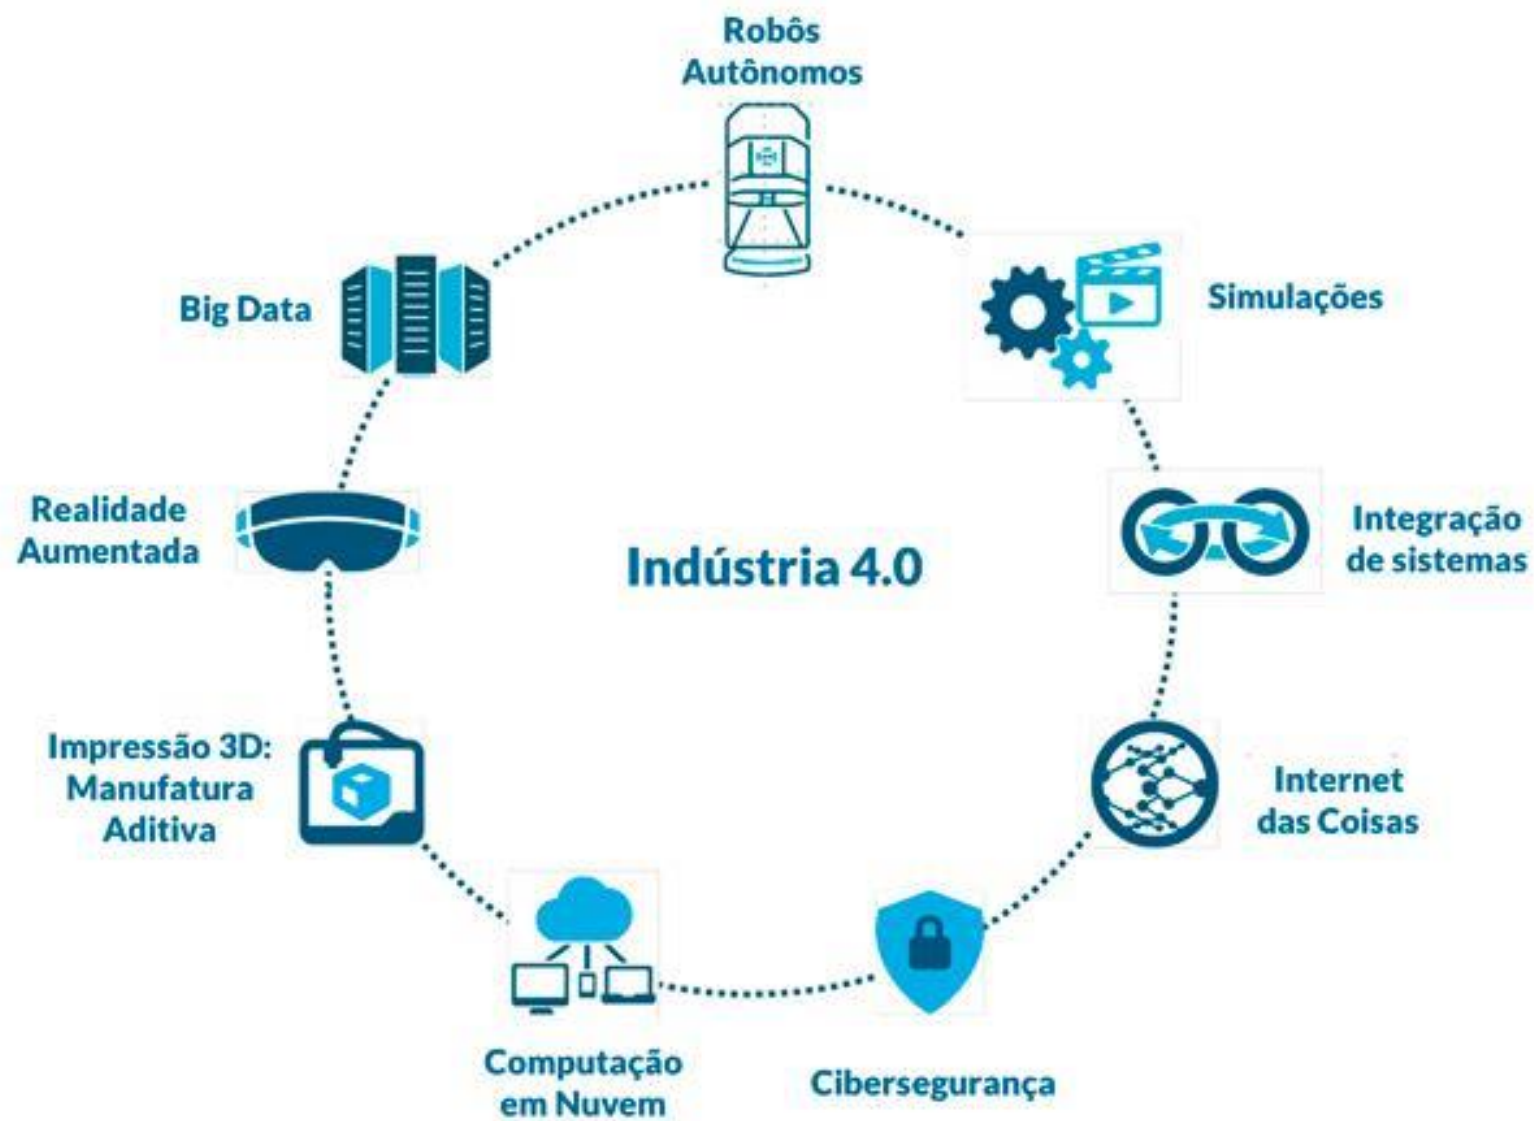 Robôs
Autônomos
Big Data
Simulações
Realidade
Aumentada
Indústria 4.0
Integração
de sistemas
Impressão 3D:
Manufatura
Aditiva
Internet
das Coisas
Computação
em Nuvem
Cibersegurança